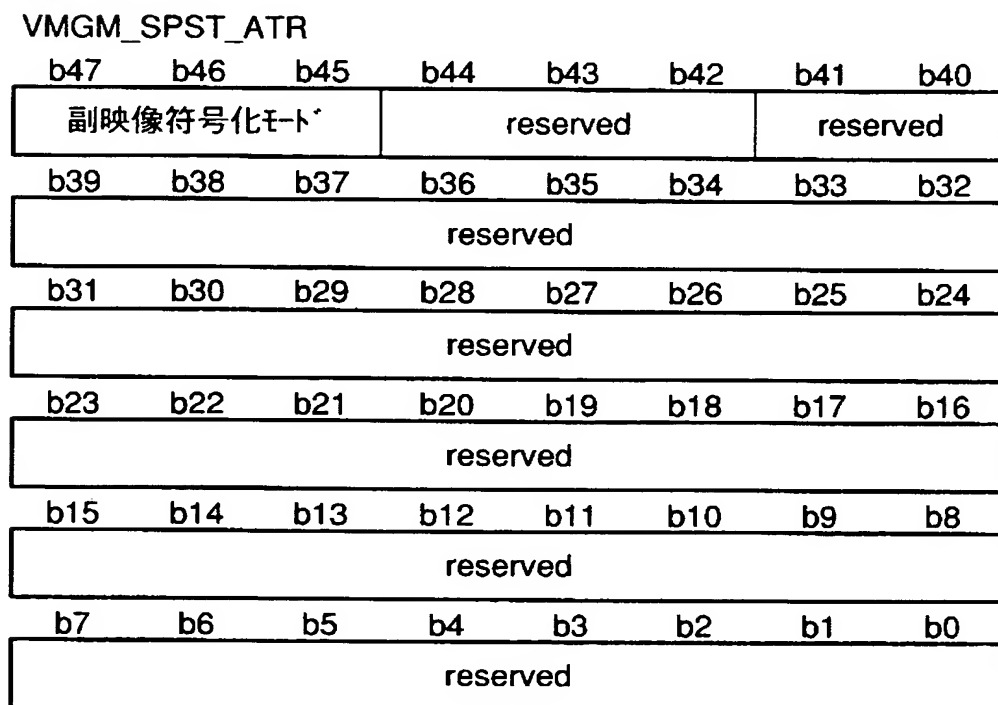 VMGM_SPST_ATR
b47 b46 b45 b44 b43 b42 b41 b40
副映像符号化ﾓｰﾄﾞ reserved reserved
b39 b38 b37 b36 b35 b34 b33 b32
reserved
b31 b30 b29 b28 b27 b26 b25 b24
reserved
b23 b22 b21 b20 b19 b18 b17 b16
reserved
b15 b14 b13 b12 b11 b10 b9 b8
reserved
b7 b6 b5 b4 b3 b2 b1 b0
reserved